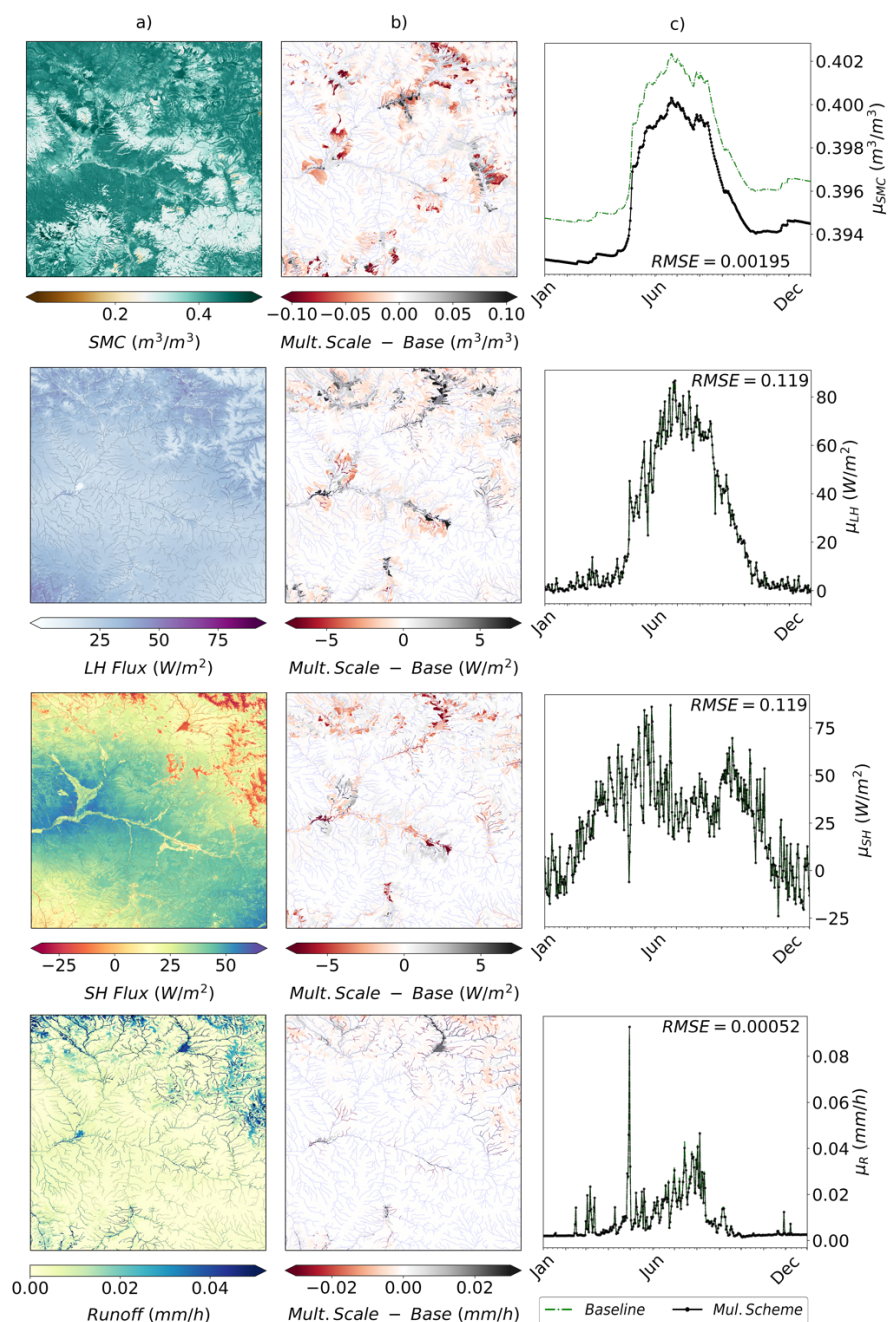 a) b) c)
0.402
0.400
0.398
0.396
0.394
μSMC (m³/m³)
RMSE = 0.00195
Jan Jun Dec
0.2 0.4
SMC (m³/m³)
−0.10 −0.05 0.00 0.05 0.10
Mult. Scale − Base (m³/m³)
RMSE = 0.119
80
60
40
20
0
μLH (W/m²)
Jan Jun Dec
25 50 75
LH Flux (W/m²)
−5 0 5
Mult. Scale − Base (W/m²)
RMSE = 0.119
75
50
25
0
−25
μSH (W/m²)
Jan Jun Dec
−25 0 25 50
SH Flux (W/m²)
−5 0 5
Mult. Scale − Base (W/m²)
RMSE = 0.00052
0.08
0.06
0.04
0.02
0.00
μR (mm/h)
Jan Jun Dec
0.00 0.02 0.04
Runoff (mm/h)
−0.02 0.00 0.02
Mult. Scale − Base (mm/h)
Baseline Mul. Scheme